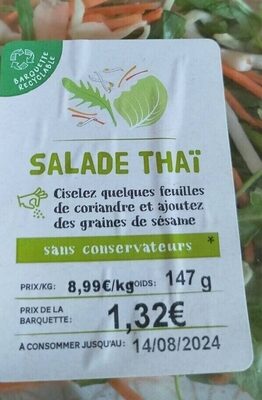 BARQUETTE
RECYCLABLE
SALADE THAÏ
Ciselez quelques feuilles
de coriandre et ajoutez
des graines de sésame
sans conservateurs *
PRIX/KG: 8,99€/kg POIDS: 147 g
PRIX DE LA
BARQUETTE: 1,32€
A CONSOMMER JUSQU'AU: 14/08/2024